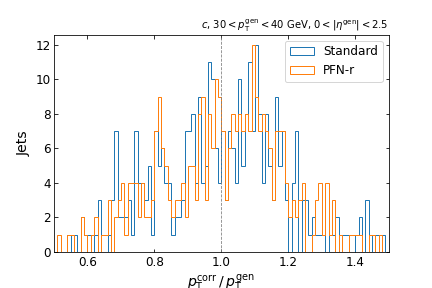 c, 30 < p_T^gen < 40 GeV, 0 < |η^gen| < 2.5
Standard
PFN-r
Jets
12
10
8
6
4
2
0
0.6 0.8 1.0 1.2 1.4
p_T^corr / p_T^gen